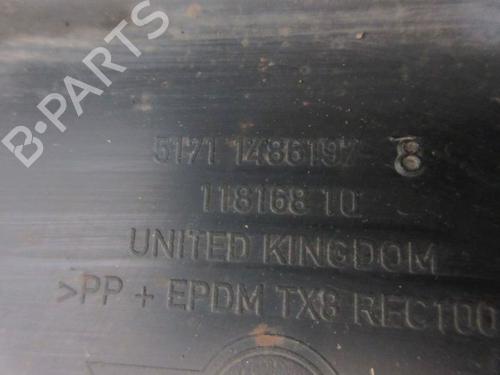 B-PARTS
5171 1486197 8
118168 10
UNITED KINGDOM
>PP + EPDM TX8 REC100